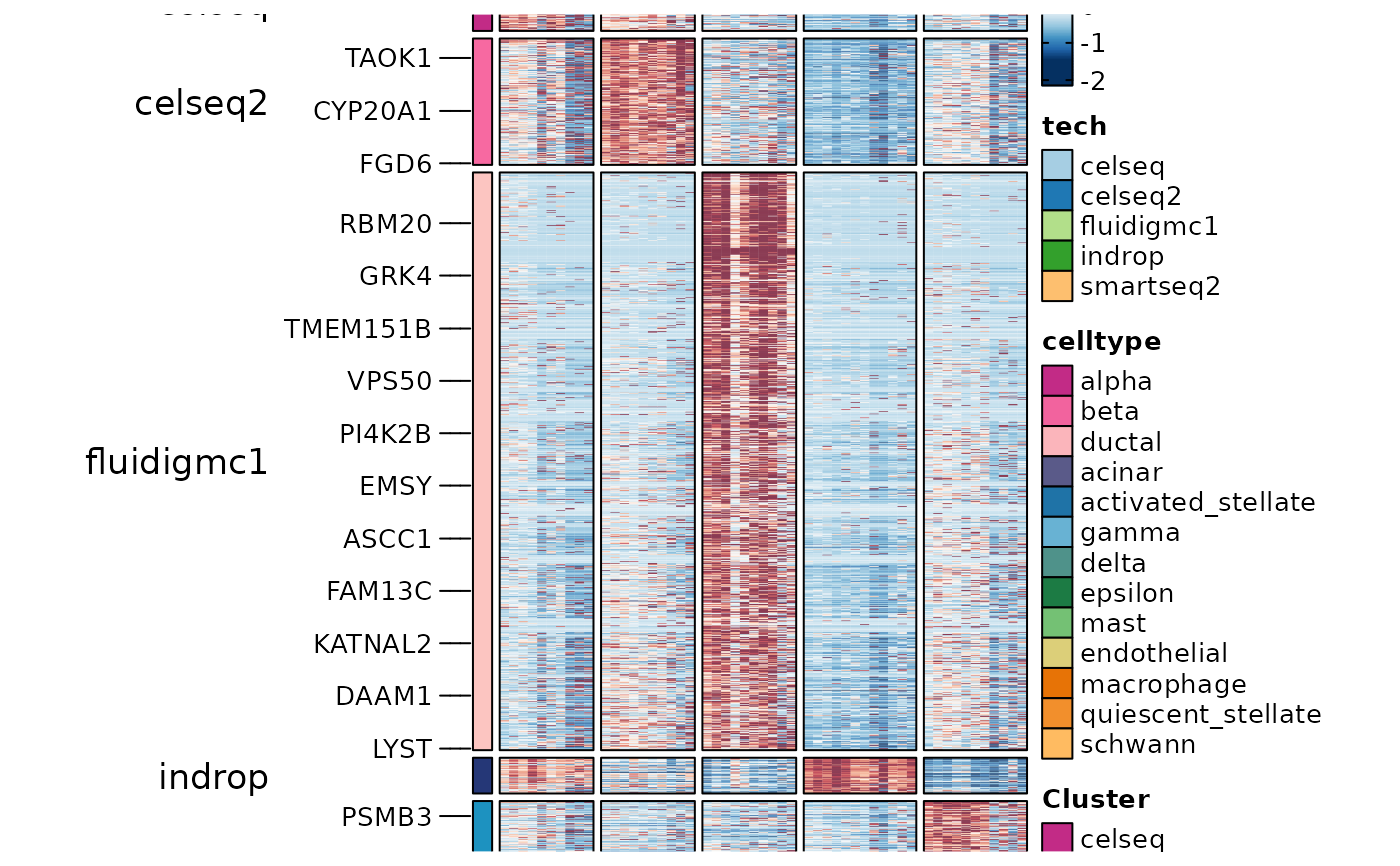 celseq2
fluidigmc1
indrop
TAOK1
CYP20A1
FGD6
RBM20
GRK4
TMEM151B
VPS50
PI4K2B
EMSY
ASCC1
FAM13C
KATNAL2
DAAM1
LYST
PSMB3
-1
-2
tech
celseq
celseq2
fluidigmc1
indrop
smartseq2
celltype
alpha
beta
ductal
acinar
activated_stellate
gamma
delta
epsilon
mast
endothelial
macrophage
quiescent_stellate
schwann
Cluster
celseq